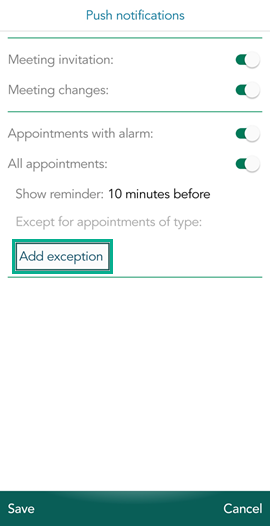 Push notifications
Meeting invitation:
Meeting changes:
Appointments with alarm:
All appointments:
Show reminder: 10 minutes before
Except for appointments of type:
Add exception
Save Cancel